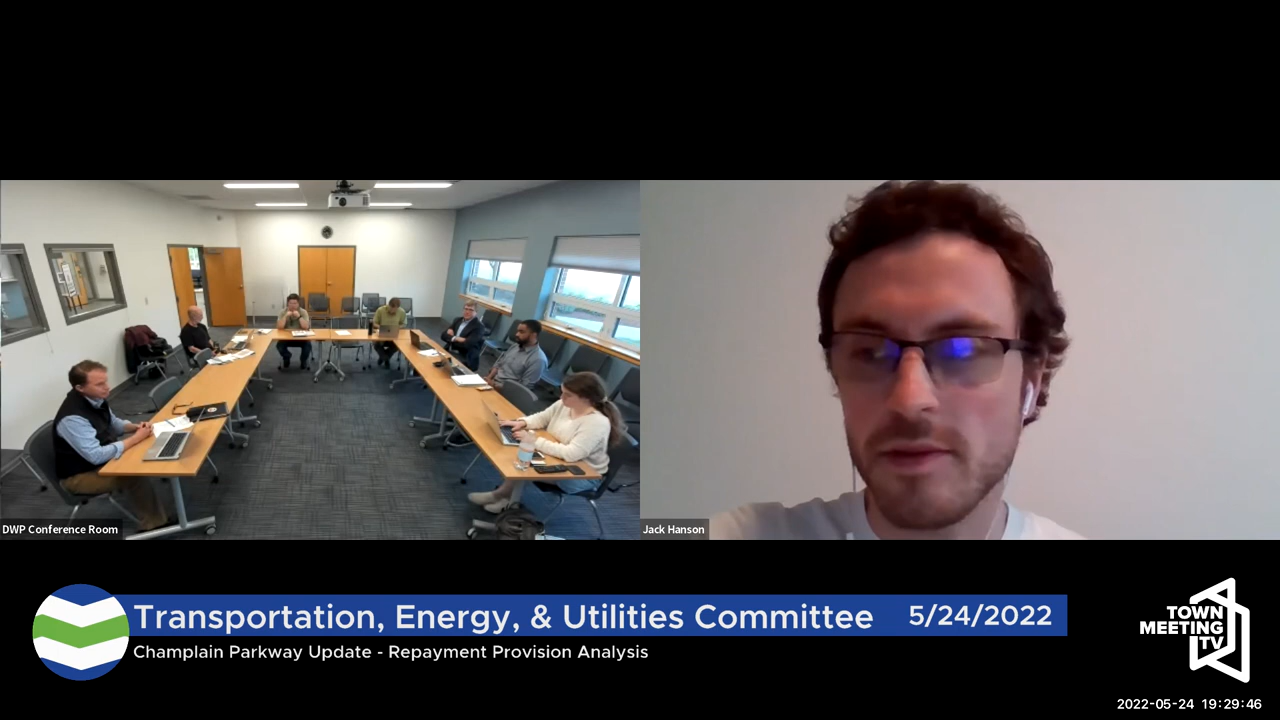 DWP Conference Room
Jack Hanson
Transportation, Energy, & Utilities Committee 5/24/2022
Champlain Parkway Update - Repayment Provision Analysis
TOWN
MEETING
TV
2022-05-24 19:29:46